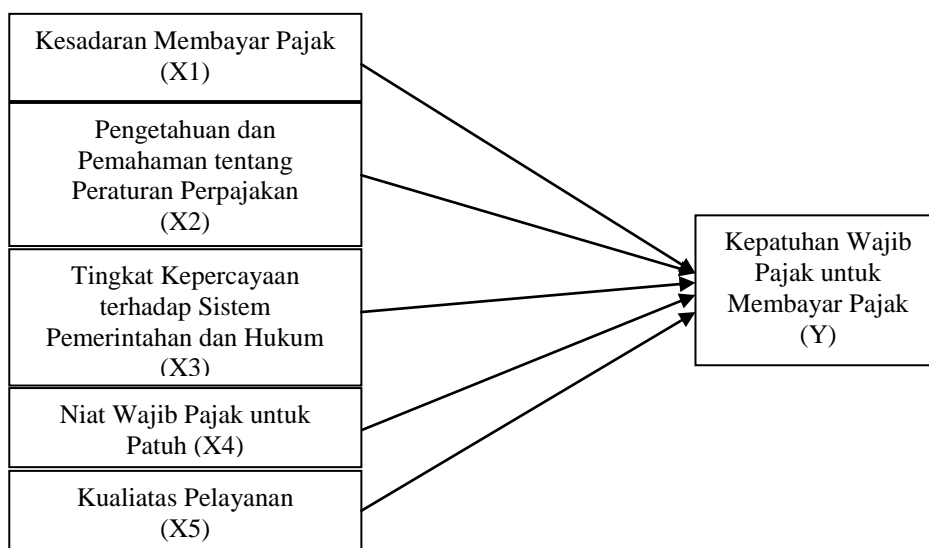 Kesadaran Membayar Pajak
(X1)
Pengetahuan dan
Pemahaman tentang
Peraturan Perpajakan
(X2)
Tingkat Kepercayaan
terhadap Sistem
Pemerintahan dan Hukum
(X3)
Niat Wajib Pajak untuk
Patuh (X4)
Kualiatas Pelayanan
(X5)
Kepatuhan Wajib
Pajak untuk
Membayar Pajak
(Y)